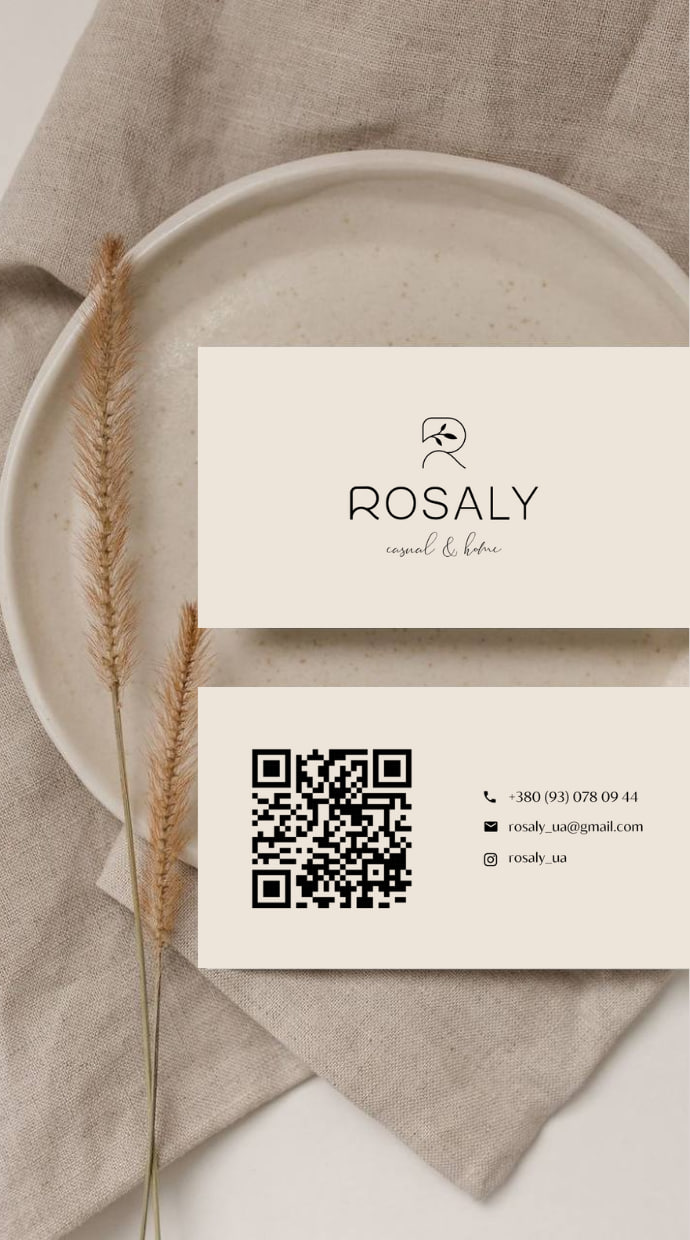 ROSALY
casual & home
+380 (93) 078 09 44
rosaly_ua@gmail.com
rosaly_ua